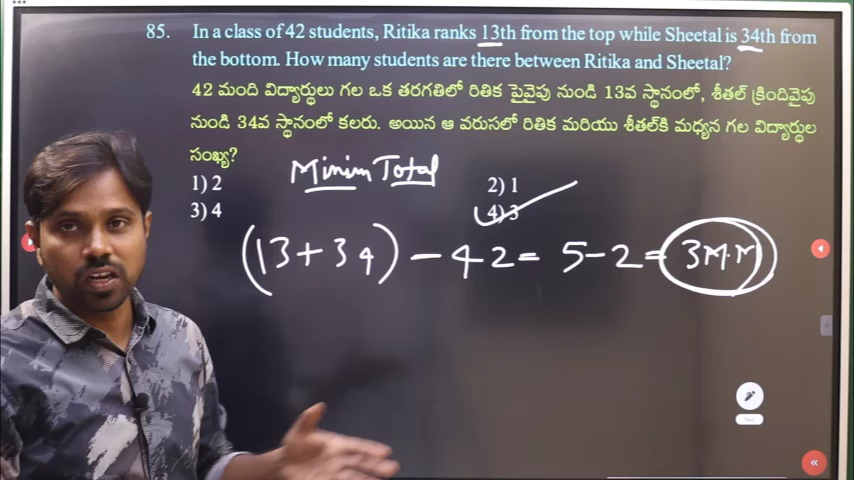 85. In a class of 42 students, Ritika ranks 13th from the top while Sheetal is 34th from
the bottom. How many students are there between Ritika and Sheetal?
42 మంది విద్యార్థులు గల ఒక తరగతిలో రితిక పైవైపు నుండి 13వ స్థానంలో, శీతల్ క్రిందివైపు
నుండి 34వ స్థానంలో కలరు. అయిన ఆ వరుసలో రితిక మరియు శీతల్‌కి మధ్యన గల విద్యార్థుల
సంఖ్య?
Minim Total
1) 2 2) 1
3) 4 4) 3
(13+34) - 42 = 5-2 = 3M.M